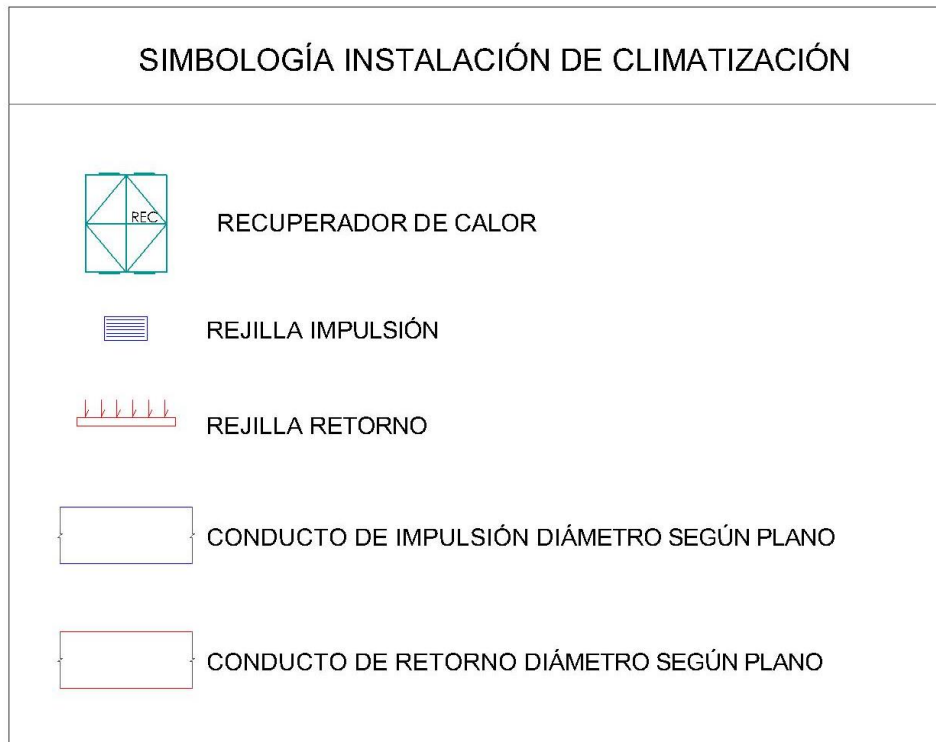 SIMBOLOGÍA INSTALACIÓN DE CLIMATIZACIÓN
REC
RECUPERADOR DE CALOR
REJILLA IMPULSIÓN
REJILLA RETORNO
CONDUCTO DE IMPULSIÓN DIÁMETRO SEGÚN PLANO
CONDUCTO DE RETORNO DIÁMETRO SEGÚN PLANO